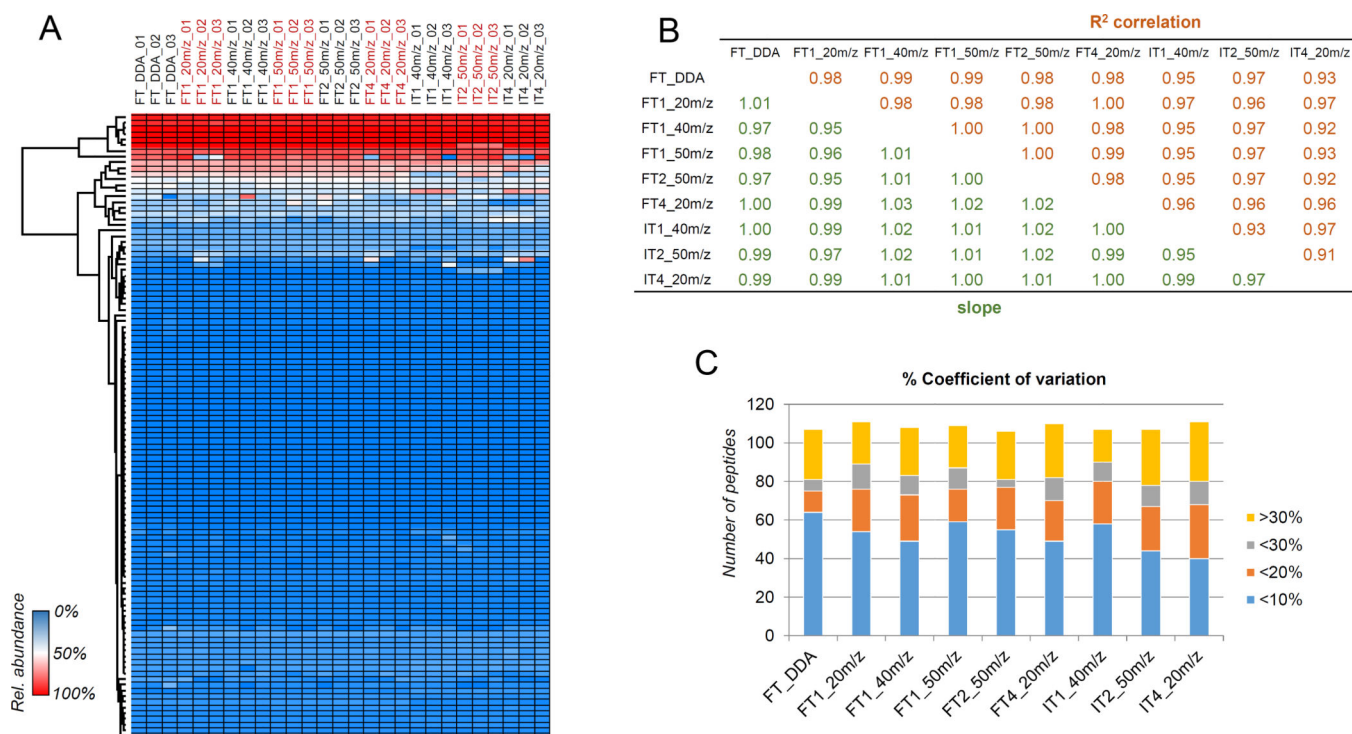 A
FT_DDA_01
FT_DDA_02
FT_DDA_03
FT1_20m/z_01
FT1_20m/z_02
FT1_20m/z_03
FT1_40m/z_01
FT1_40m/z_02
FT1_40m/z_03
FT1_50m/z_01
FT1_50m/z_02
FT1_50m/z_03
FT2_50m/z_01
FT2_50m/z_02
FT2_50m/z_03
FT4_20m/z_01
FT4_20m/z_02
FT4_20m/z_03
IT1_40m/z_01
IT1_40m/z_02
IT1_40m/z_03
IT2_50m/z_01
IT2_50m/z_02
IT2_50m/z_03
IT4_20m/z_01
IT4_20m/z_02
IT4_20m/z_03
Rel. abundance
0%
50%
100%
B
R² correlation
FT_DDA FT1_20m/z FT1_40m/z FT1_50m/z FT2_50m/z FT4_20m/z IT1_40m/z IT2_50m/z IT4_20m/z
FT_DDA 0.98 0.99 0.99 0.98 0.98 0.95 0.97 0.93
FT1_20m/z 1.01 0.98 0.98 0.98 1.00 0.97 0.96 0.97
FT1_40m/z 0.97 0.95 1.00 1.00 0.98 0.95 0.97 0.92
FT1_50m/z 0.98 0.96 1.01 1.00 0.99 0.95 0.97 0.93
FT2_50m/z 0.97 0.95 1.01 1.00 0.98 0.95 0.97 0.92
FT4_20m/z 1.00 0.99 1.03 1.02 1.02 0.96 0.96 0.96
IT1_40m/z 1.00 0.99 1.02 1.01 1.02 1.00 0.93 0.97
IT2_50m/z 0.99 0.97 1.02 1.01 1.02 0.99 0.95 0.91
IT4_20m/z 0.99 0.99 1.01 1.00 1.01 1.00 0.99 0.97
slope
C
% Coefficient of variation
Number of peptides
120
100
80
60
40
20
0
FT_DDA
FT1_20m/z
FT1_40m/z
FT1_50m/z
FT2_50m/z
FT4_20m/z
IT1_40m/z
IT2_50m/z
IT4_20m/z
>30%
<30%
<20%
<10%